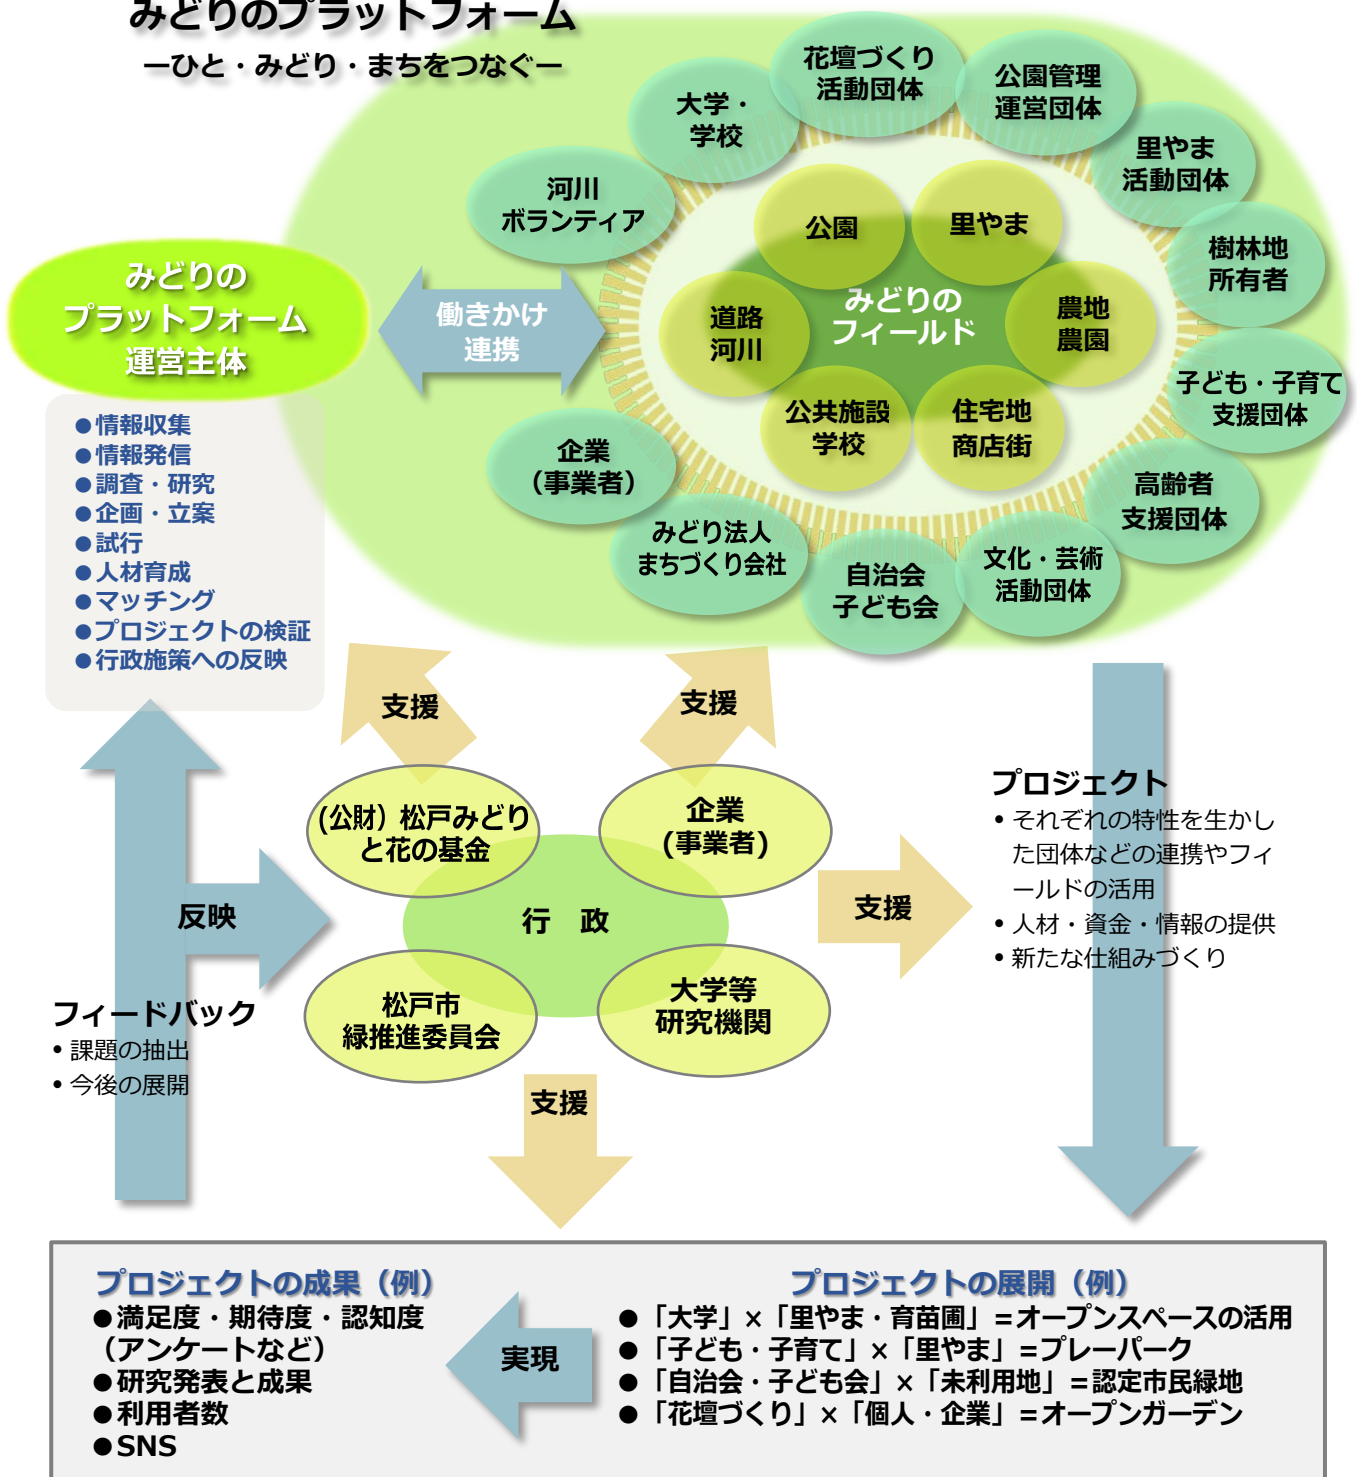 みどりのプラットフォーム
ーひと・みどり・まちをつなぐー
花壇づくり
活動団体
公園管理
運営団体
大学・
学校
里やま
活動団体
河川
ボランティア
樹林地
所有者
公園
里やま
みどりの
プラットフォーム
運営主体
働きかけ
連携
道路
河川
みどりの
フィールド
農地
農園
子ども・子育て
支援団体
公共施設
学校
住宅地
商店街
企業
（事業者）
高齢者
支援団体
みどり法人
まちづくり会社
自治会
子ども会
文化・芸術
活動団体
●情報収集
●情報発信
●調査・研究
●企画・立案
●試行
●人材育成
●マッチング
●プロジェクトの検証
●行政施策への反映
支援
支援
(公財）松戸みどり
と花の基金
企業
(事業者)
行　政
松戸市
緑推進委員会
大学等
研究機関
反映
支援
支援
プロジェクト
• それぞれの特性を生かし
た団体などの連携やフィ
ールドの活用
• 人材・資金・情報の提供
• 新たな仕組みづくり
フィードバック
• 課題の抽出
• 今後の展開
プロジェクトの成果（例）
●満足度・期待度・認知度
（アンケートなど）
●研究発表と成果
●利用者数
●SNS
実現
プロジェクトの展開（例）
●「大学」×「里やま・育苗圃」＝オープンスペースの活用
●「子ども・子育て」×「里やま」＝プレーパーク
●「自治会・子ども会」×「未利用地」＝認定市民緑地
●「花壇づくり」×「個人・企業」＝オープンガーデン